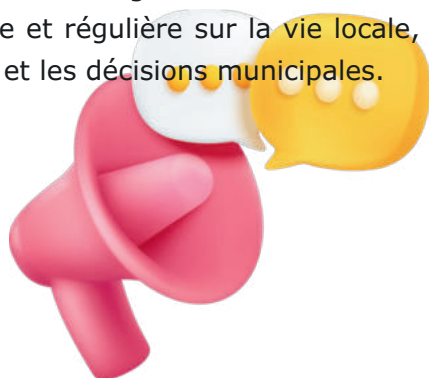 e et régulière sur la vie locale,
et les décisions municipales.